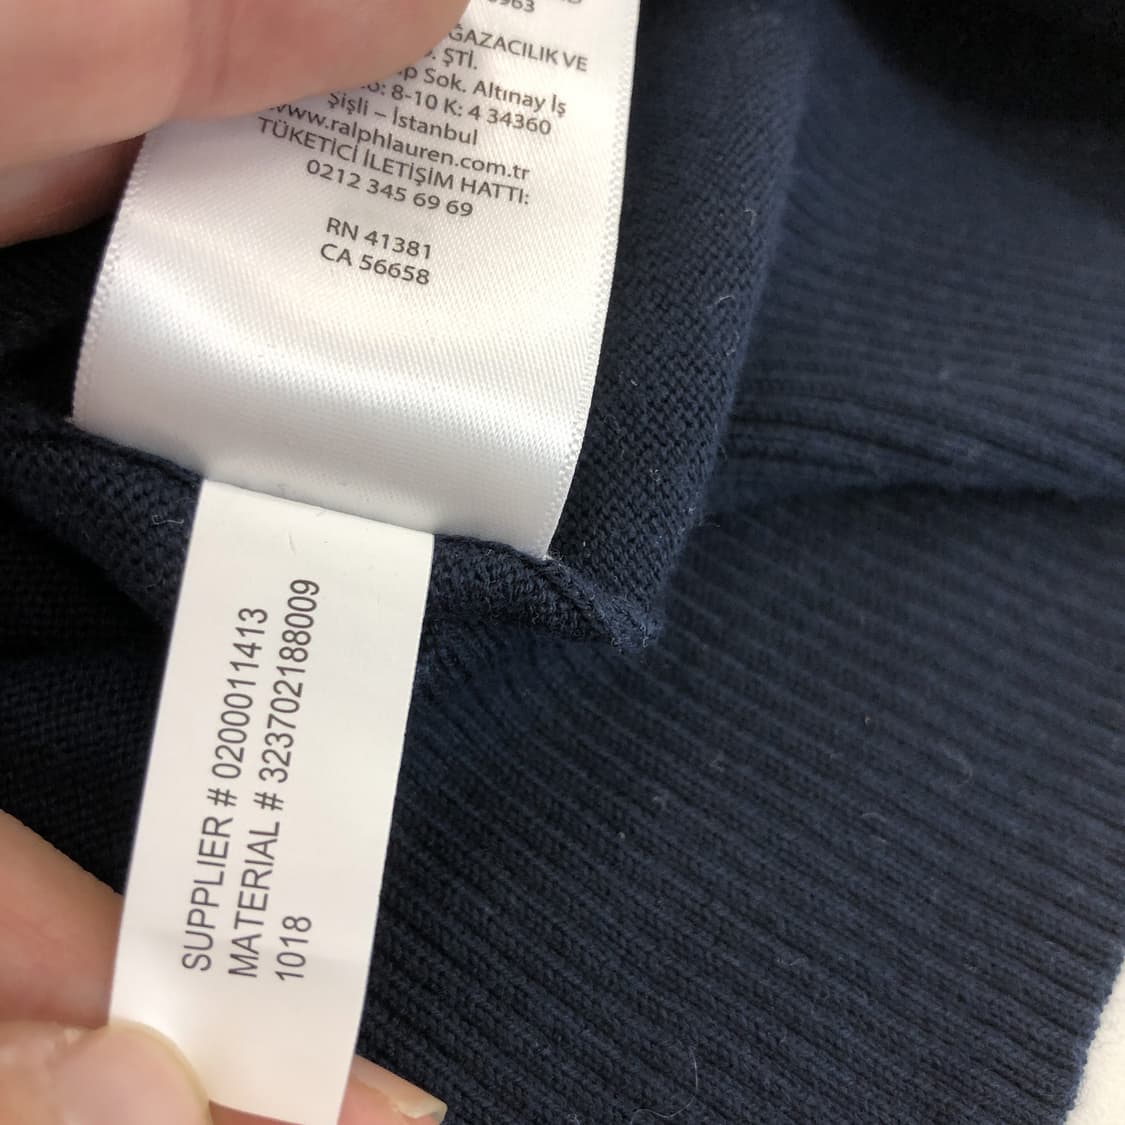 ĞAZACILIK VE
ŞTİ.
Sok. Altınay İş
8-10 K: 4 34360
Şişli – İstanbul
www.ralphlauren.com.tr
TÜKETİCİ İLETİŞİM HATTI:
0212 345 69 69
RN 41381
CA 56658
SUPPLIER # 0200011413
MATERIAL # 323702188009
1018